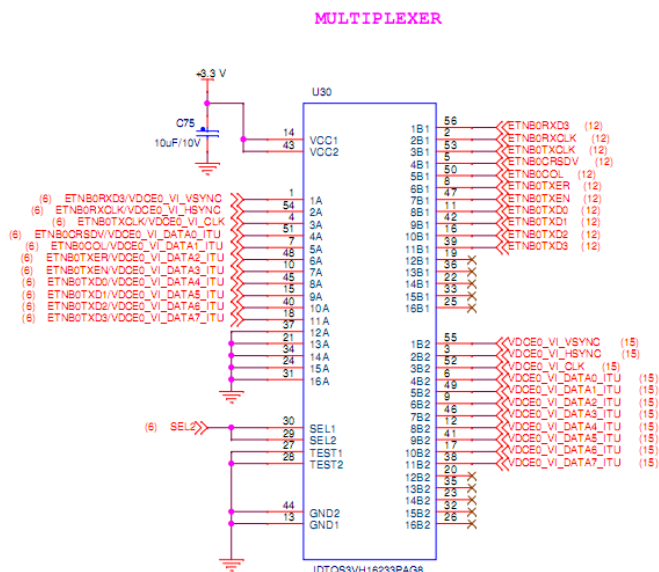 MULTIPLEXER
+3.3 V
U30
C75
10uF/10V
14 VCC1
43 VCC2
(6) ETNB0RXD3/VDCE0_VI_VSYNC 1 1A
(6) ETNB0RXCLK/VDCE0_VI_HSYNC 54 2A
(6) ETNB0TXCLK/VDCE0_VI_CLK 4 3A
(6) ETNB0CRSDV/VDCE0_VI_DATA0_ITU 51 4A
(6) ETNB0COL/VDCE0_VI_DATA1_ITU 7 5A
(6) ETNB0TXER/VDCE0_VI_DATA2_ITU 48 6A
(6) ETNB0TXEN/VDCE0_VI_DATA3_ITU 10 7A
(6) ETNB0TXD0/VDCE0_VI_DATA4_ITU 45 8A
(6) ETNB0TXD1/VDCE0_VI_DATA5_ITU 15 9A
(6) ETNB0TXD2/VDCE0_VI_DATA6_ITU 40 10A
(6) ETNB0TXD3/VDCE0_VI_DATA7_ITU 18 11A
37 12A
21 13A
34 14A
24 15A
31 16A
(6) SEL2 30 SEL1
29 SEL2
27 TEST1
28 TEST2
44 GND2
13 GND1
1B1 56 ETNB0RXD3 (12)
2B1 2 ETNB0RXCLK (12)
3B1 53 ETNB0TXCLK (12)
4B1 5 ETNB0CRSDV (12)
5B1 50 ETNB0COL (12)
6B1 8 ETNB0TXER (12)
7B1 47 ETNB0TXEN (12)
8B1 11 ETNB0TXD0 (12)
9B1 42 ETNB0TXD1 (12)
10B1 16 ETNB0TXD2 (12)
11B1 39 ETNB0TXD3 (12)
12B1 19
13B1 36
14B1 22
15B1 33
16B1 25
1B2 55 VDCE0_VI_VSYNC (15)
2B2 3 VDCE0_VI_HSYNC (15)
3B2 52 VDCE0_VI_CLK (15)
4B2 6 VDCE0_VI_DATA0_ITU (15)
5B2 49 VDCE0_VI_DATA1_ITU (15)
6B2 9 VDCE0_VI_DATA2_ITU (15)
7B2 46 VDCE0_VI_DATA3_ITU (15)
8B2 12 VDCE0_VI_DATA4_ITU (15)
9B2 41 VDCE0_VI_DATA5_ITU (15)
10B2 17 VDCE0_VI_DATA6_ITU (15)
11B2 38 VDCE0_VI_DATA7_ITU (15)
12B2 20
13B2 35
14B2 23
15B2 32
16B2 26
IDTQS3VH16233PAG8